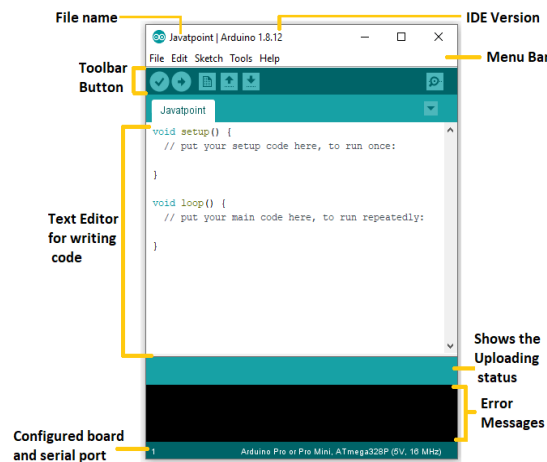 File name
IDE Version
Javatpoint | Arduino 1.8.12
File Edit Sketch Tools Help
Menu Bar
Toolbar
Button
Javatpoint
void setup() {
// put your setup code here, to run once:
}
void loop() {
// put your main code here, to run repeatedly:
}
Text Editor
for writing
code
Shows the
Uploading
status
Error
Messages
Configured board
and serial port
1
Arduino Pro or Pro Mini, ATmega328P (5V, 16 MHz)